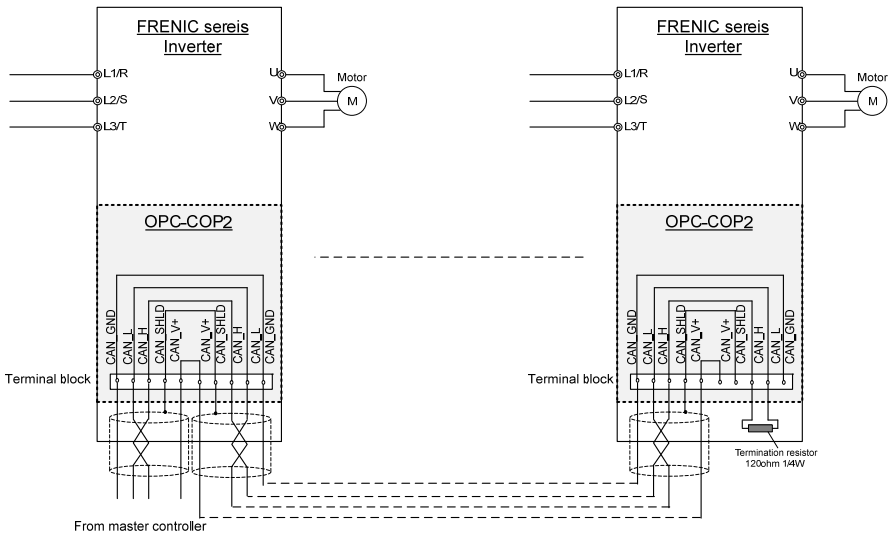 FRENIC sereis
Inverter
L1/R
L2/S
L3/T
U
V
W
Motor
M
OPC-COP2
CAN_GND
CAN_L
CAN_H
CAN_SHLD
CAN_V+
CAN_V+
CAN_SHLD
CAN_H
CAN_L
CAN_GND
Terminal block
From master controller
FRENIC sereis
Inverter
L1/R
L2/S
L3/T
U
V
W
Motor
M
OPC-COP2
CAN_GND
CAN_L
CAN_H
CAN_SHLD
CAN_V+
CAN_V+
CAN_SHLD
CAN_H
CAN_L
CAN_GND
Terminal block
Termination resistor
120ohm 1/4W